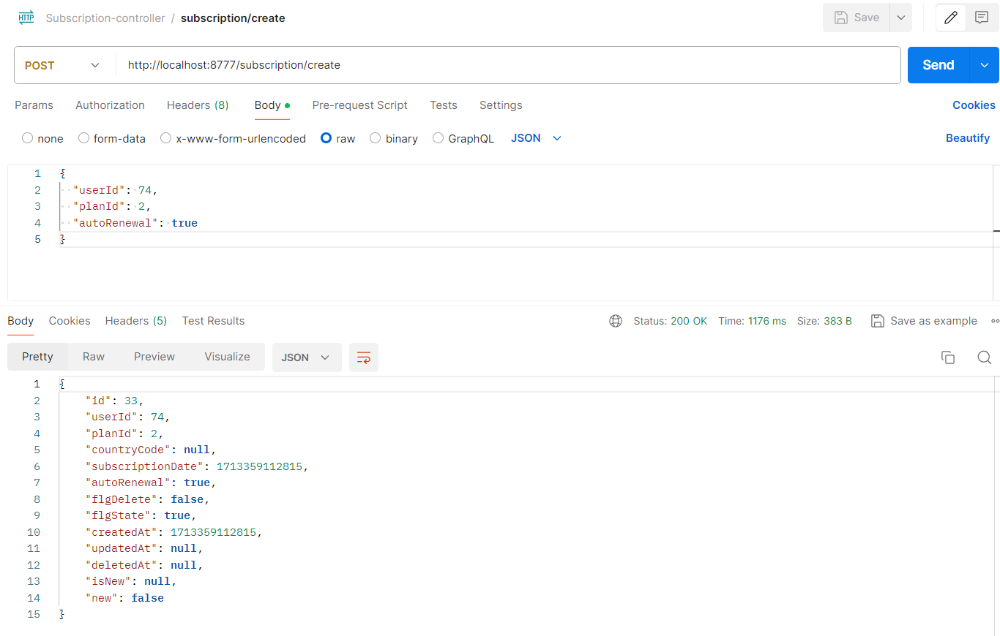 HTTP Subscription-controller / subscription/create Save
POST http://localhost:8777/subscription/create Send
Params Authorization Headers (8) Body Pre-request Script Tests Settings Cookies
none form-data x-www-form-urlencoded raw binary GraphQL JSON Beautify
1 {
2 "userId": 74,
3 "planId": 2,
4 "autoRenewal": true
5 }
Body Cookies Headers (5) Test Results Status: 200 OK Time: 1176 ms Size: 383 B Save as example
Pretty Raw Preview Visualize JSON
1 {
2 "id": 33,
3 "userId": 74,
4 "planId": 2,
5 "countryCode": null,
6 "subscriptionDate": 1713359112815,
7 "autoRenewal": true,
8 "flgDelete": false,
9 "flgState": true,
10 "createdAt": 1713359112815,
11 "updatedAt": null,
12 "deletedAt": null,
13 "isNew": null,
14 "new": false
15 }